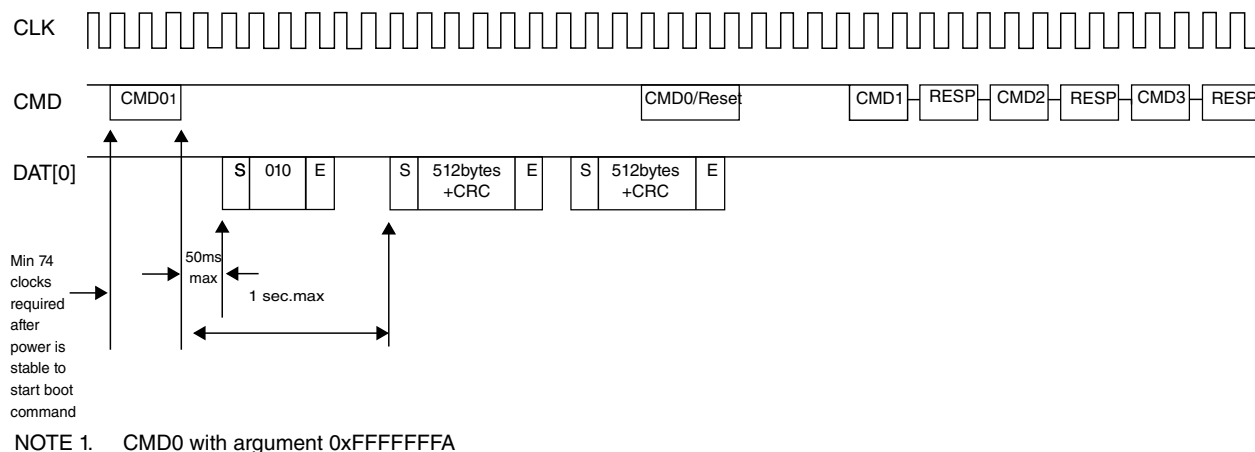 CLK
CMD
CMD01
CMD0/Reset
CMD1
RESP
CMD2
RESP
CMD3
RESP
DAT[0]
S
010
E
S
512bytes
+CRC
E
S
512bytes
+CRC
E
50ms
max
1 sec.max
Min 74
clocks
required
after
power is
stable to
start boot
command
NOTE 1. CMD0 with argument 0xFFFFFFFA